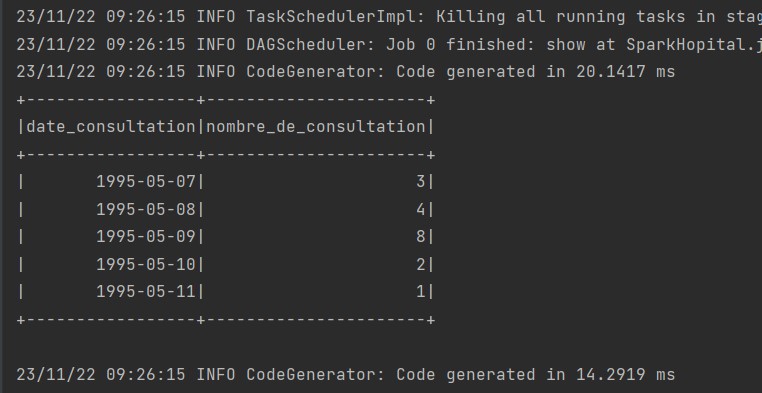 23/11/22 09:26:15 INFO TaskSchedulerImpl: Killing all running tasks in
23/11/22 09:26:15 INFO DAGScheduler: Job 0 finished: show at
23/11/22 09:26:15 INFO CodeGenerator: Code generated in 20.1417 ms
+-----------------+----------------------+
|date_consultation|nombre_de_consultation|
+-----------------+----------------------+
|       1995-05-07|                     3|
|       1995-05-08|                     4|
|       1995-05-09|                     8|
|       1995-05-10|                     2|
|       1995-05-11|                     1|
+-----------------+----------------------+
23/11/22 09:26:15 INFO CodeGenerator: Code generated in 14.2919 ms